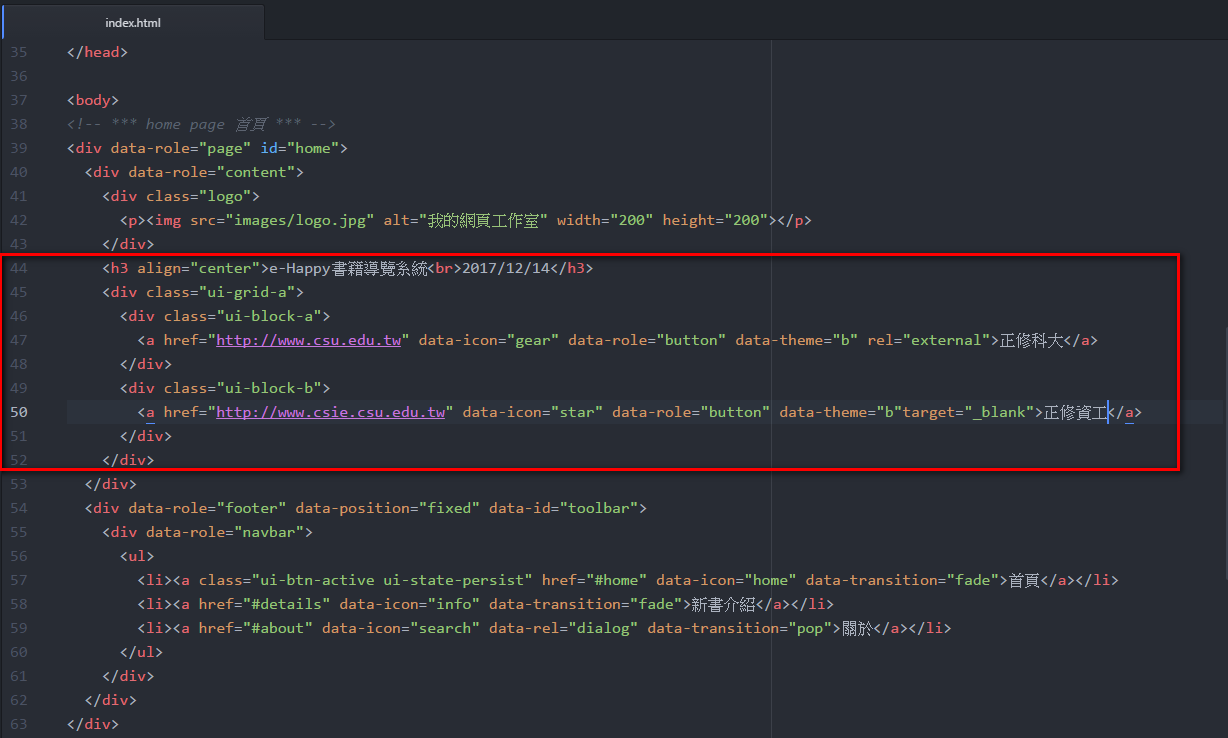 index.html
35 </head>
36
37 <body>
38 <!-- *** home page 首頁 *** -->
39 <div data-role="page" id="home">
40 <div data-role="content">
41 <div class="logo">
42 <p><img src="images/logo.jpg" alt="我的網頁工作室" width="200" height="200"></p>
43 </div>
44 <h3 align="center">e-Happy書籍導覽系統<br>2017/12/14</h3>
45 <div class="ui-grid-a">
46 <div class="ui-block-a">
47 <a href="http://www.csu.edu.tw" data-icon="gear" data-role="button" data-theme="b" rel="external">正修科大</a>
48 </div>
49 <div class="ui-block-b">
50 <a href="http://www.csie.csu.edu.tw" data-icon="star" data-role="button" data-theme="b"target="_blank">正修資工</a>
51 </div>
52 </div>
53 </div>
54 <div data-role="footer" data-position="fixed" data-id="toolbar">
55 <div data-role="navbar">
56 <ul>
57 <li><a class="ui-btn-active ui-state-persist" href="#home" data-icon="home" data-transition="fade">首頁</a></li>
58 <li><a href="#details" data-icon="info" data-transition="fade">新書介紹</a></li>
59 <li><a href="#about" data-icon="search" data-rel="dialog" data-transition="pop">關於</a></li>
60 </ul>
61 </div>
62 </div>
63 </div>